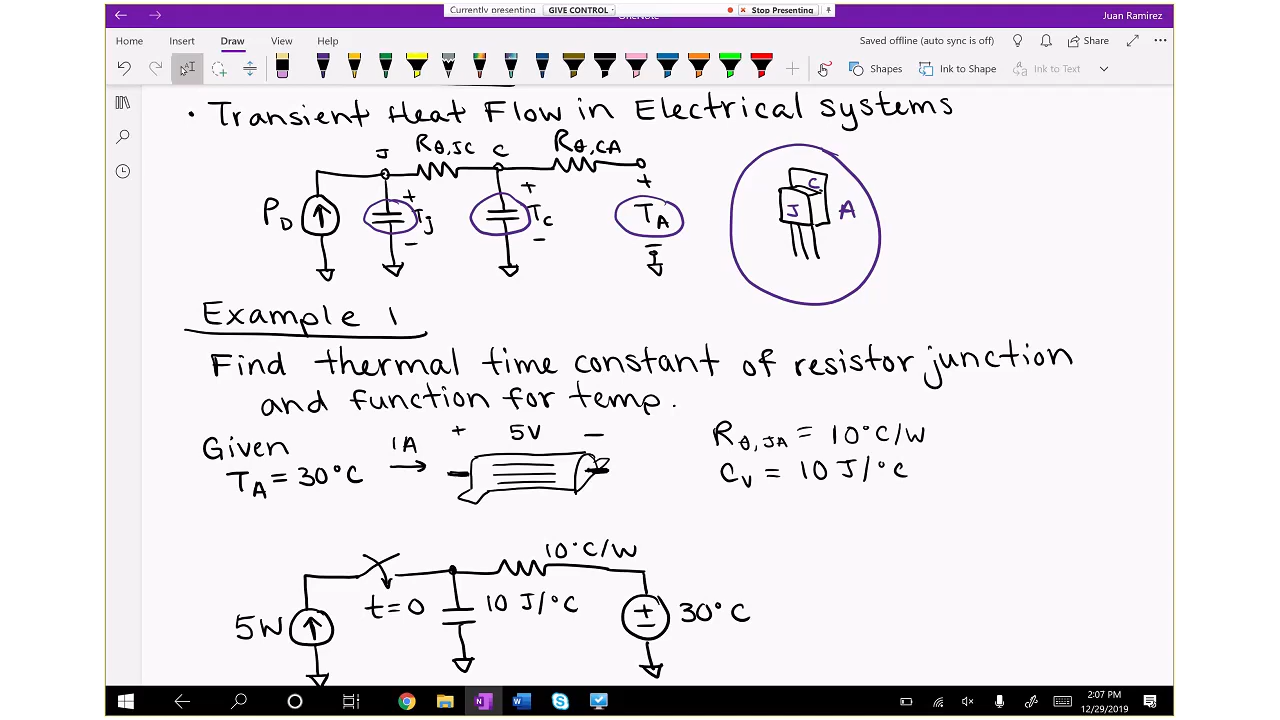 Currently presenting GIVE CONTROL Stop Presenting
OneNote
Juan Ramirez
Home Insert Draw View Help
Saved offline (auto sync is off) Share
AI Shapes Ink to Shape Ink to Text
• Transient Heat Flow in Electrical systems
J Rθ,JC C Rθ,CA
+ + +
PD Tj Tc TA
− − −
C
J A
Example 1
Find thermal time constant of resistor junction
and function for temp.
Given 1A + 5V −
TA = 30°C
Rθ,JA = 10°C/W
Cv = 10 J/°C
10°C/W
t=0 10 J/°C
5W + − 30°C
2:07 PM
12/29/2019